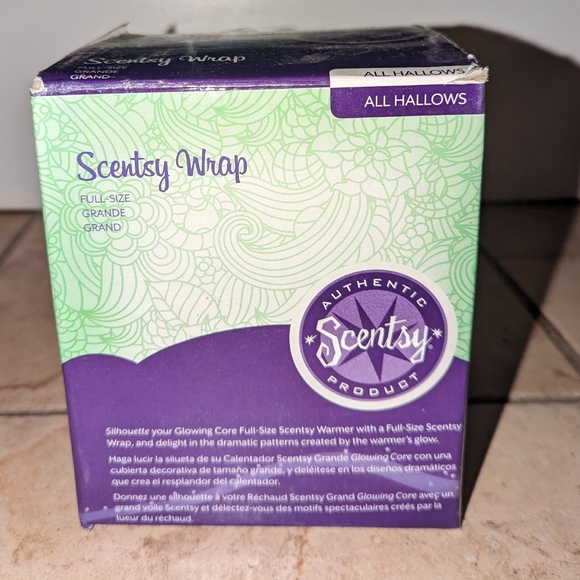 Scentsy Wrap
FULL-SIZE
GRANDE
GRAND
ALL HALLOWS
ALL HALLOWS
Scentsy Wrap
FULL-SIZE
GRANDE
GRAND
AUTHENTIC
Scentsy®
PRODUCT
Silhouette your Glowing Core Full-Size Scentsy Warmer with a Full-Size Scentsy
Wrap, and delight in the dramatic patterns created by the warmer's glow.
Haga lucir la silueta de su Calentador Scentsy Grande Glowing Core con una
cubierta decorativa de tamaño grande, y deléitese en los diseños dramáticos
que crea el resplandor del calentador.
Donnez une silhouette à votre Réchaud Scentsy Grand Glowing Core avec un
grand voile Scentsy et délectez-vous des motifs spectaculaires créés par la
lueur du réchaud.